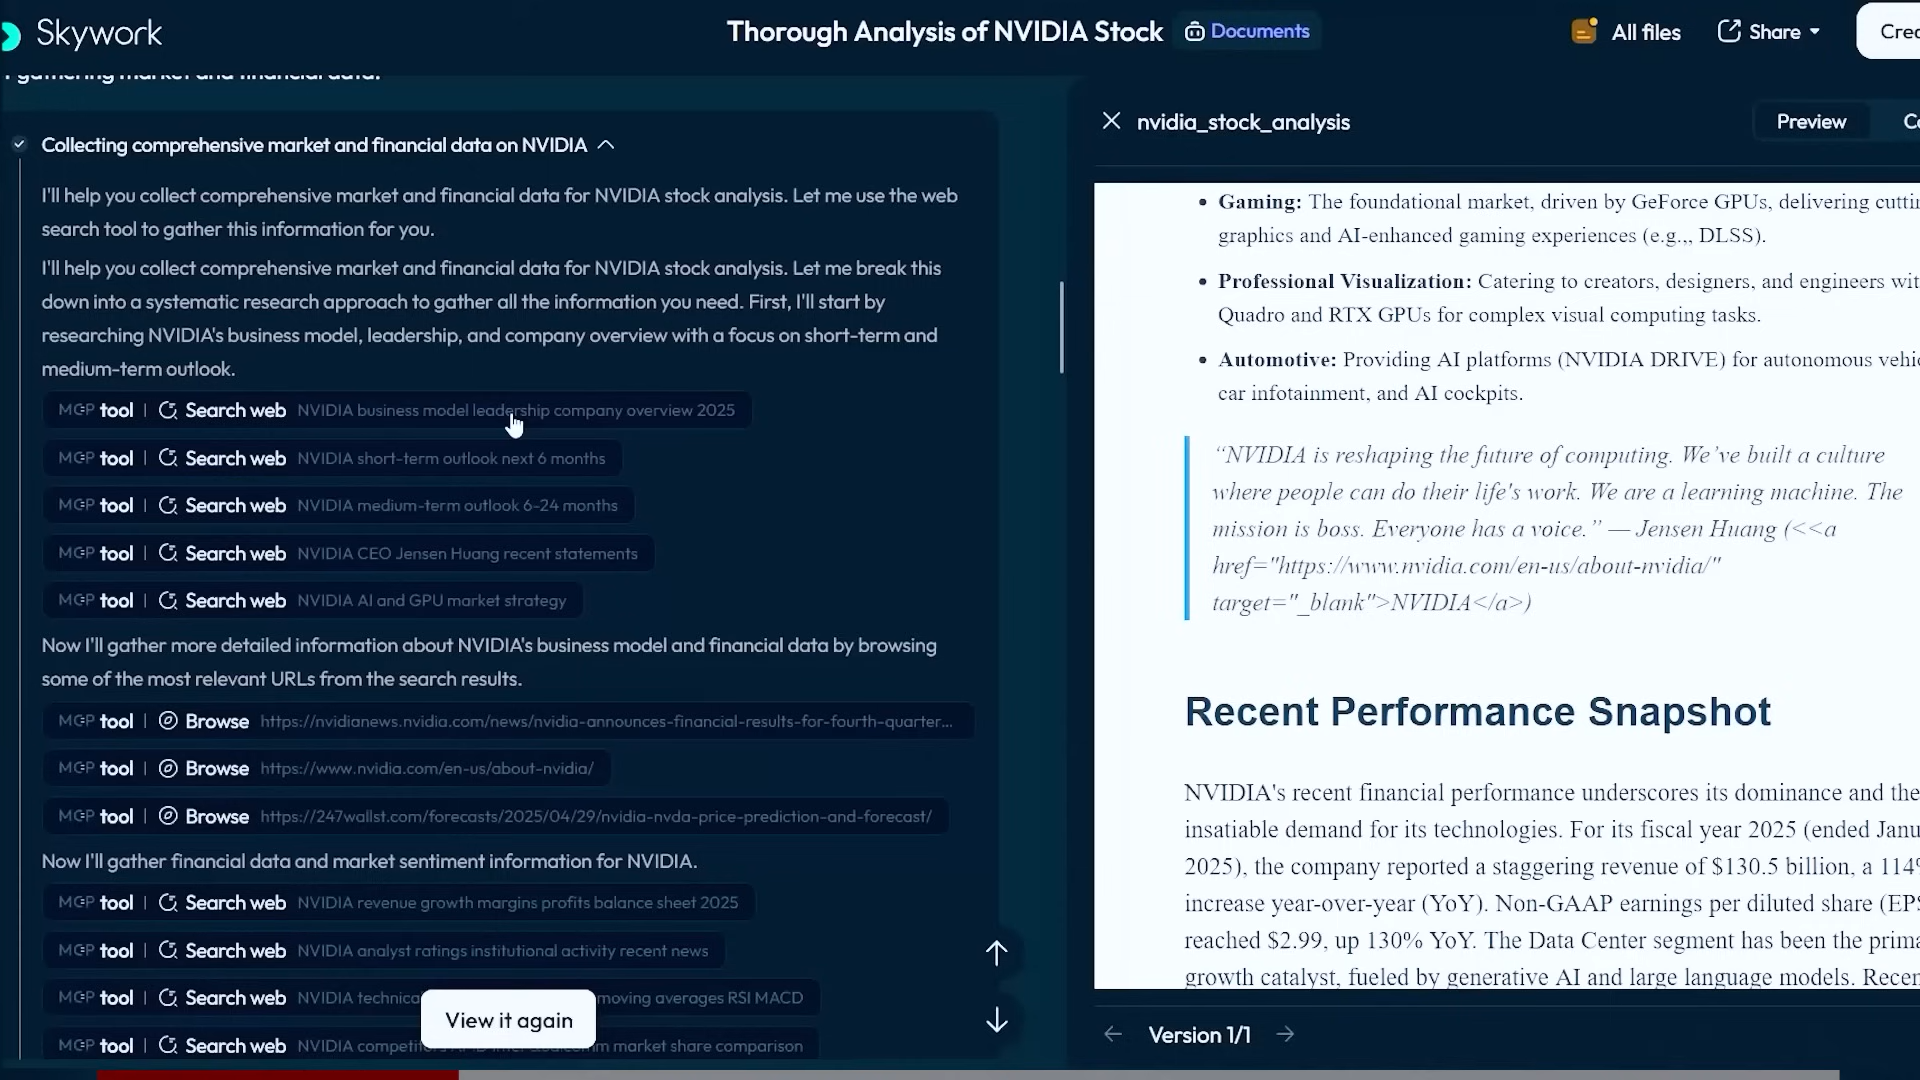 Skywork
Thorough Analysis of NVIDIA Stock
Documents
All files
Share
gathering market and financial data.
Collecting comprehensive market and financial data on NVIDIA
I'll help you collect comprehensive market and financial data for NVIDIA stock analysis. Let me use the web
search tool to gather this information for you.
I'll help you collect comprehensive market and financial data for NVIDIA stock analysis. Let me break this
down into a systematic research approach to gather all the information you need. First, I'll start by
researching NVIDIA's business model, leadership, and company overview with a focus on short-term and
medium-term outlook.
MCP tool | Search web NVIDIA business model leadership company overview 2025
MCP tool | Search web NVIDIA short-term outlook next 6 months
MCP tool | Search web NVIDIA medium-term outlook 6-24 months
MCP tool | Search web NVIDIA CEO Jensen Huang recent statements
MCP tool | Search web NVIDIA AI and GPU market strategy
Now I'll gather more detailed information about NVIDIA's business model and financial data by browsing
some of the most relevant URLs from the search results.
MCP tool | Browse https://nvidianews.nvidia.com/news/nvidia-announces-financial-results-for-fourth-quarter...
MCP tool | Browse https://www.nvidia.com/en-us/about-nvidia/
MCP tool | Browse https://247wallst.com/forecasts/2025/04/29/nvidia-nvda-price-prediction-and-forecast/
Now I'll gather financial data and market sentiment information for NVIDIA.
MCP tool | Search web NVIDIA revenue growth margins profits balance sheet 2025
MCP tool | Search web NVIDIA analyst ratings institutional activity recent news
MCP tool | Search web NVIDIA moving averages RSI MACD
MCP tool | Search web NVIDIA market share comparison
View it again
nvidia_stock_analysis
Preview
• Gaming: The foundational market, driven by GeForce GPUs, delivering
graphics and AI-enhanced gaming experiences (e.g.,, DLSS).
• Professional Visualization: Catering to creators, designers, and engineers
Quadro and RTX GPUs for complex visual computing tasks.
• Automotive: Providing AI platforms (NVIDIA DRIVE) for autonomous
car infotainment, and AI cockpits.
“NVIDIA is reshaping the future of computing. We’ve built a culture
where people can do their life's work. We are a learning machine. The
mission is boss. Everyone has a voice.” — Jensen Huang (<<a
href="https://www.nvidia.com/en-us/about-nvidia/"
target="_blank">NVIDIA</a>)
Recent Performance Snapshot
NVIDIA's recent financial performance underscores its dominance and the
insatiable demand for its technologies. For its fiscal year 2025 (ended
2025), the company reported a staggering revenue of $130.5 billion, a 114%
increase year-over-year (YoY). Non-GAAP earnings per diluted share (EPS
reached $2.99, up 130% YoY. The Data Center segment has been the
growth catalyst, fueled by generative AI and large language models.
Version 1/1